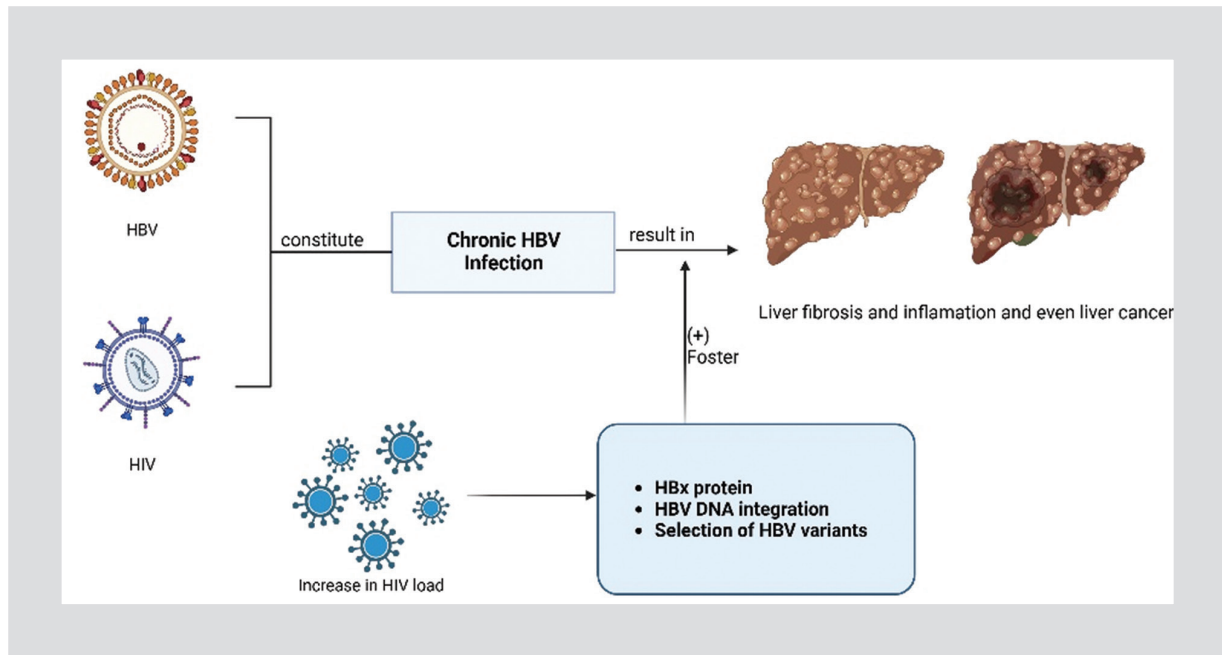 HBV
constitute
Chronic HBV
Infection
result in
Liver fibrosis and inflamation and even liver cancer
(+)
Foster
HIV
Increase in HIV load
• HBx protein
• HBV DNA integration
• Selection of HBV variants